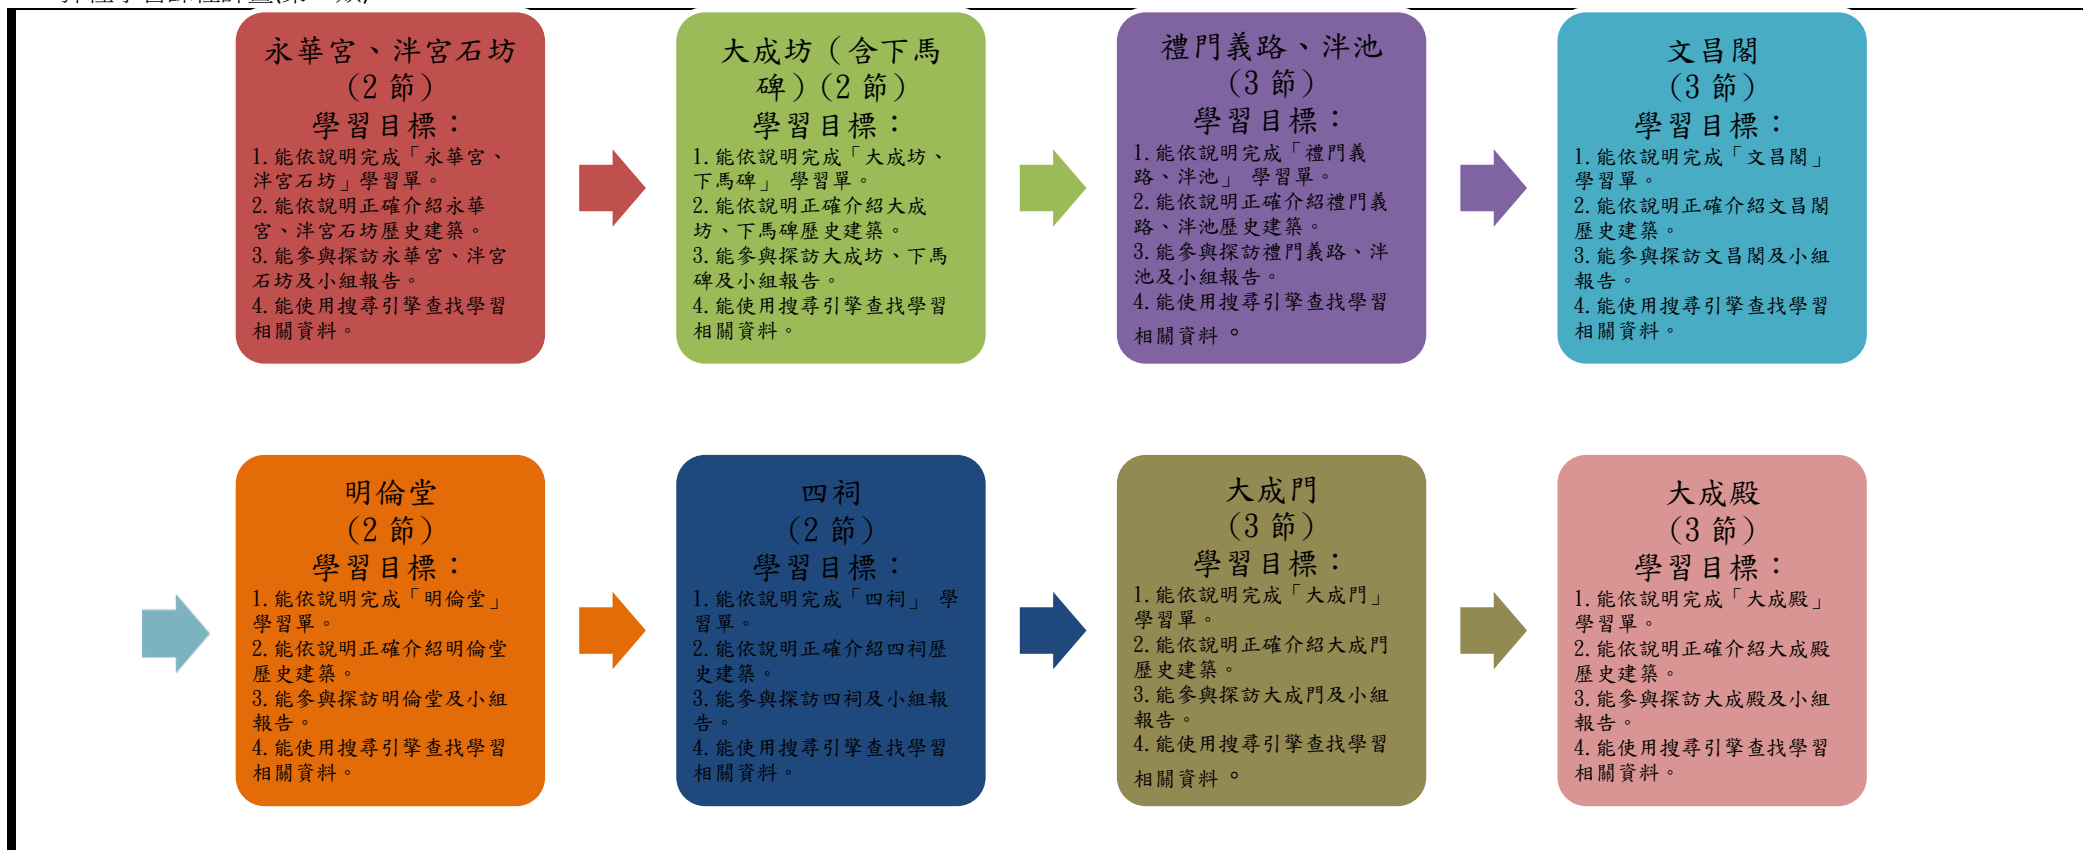 永華宮、泮宮石坊
(2 節)
學習目標：
1.能依說明完成「永華宮、
泮宮石坊」學習單。
2.能依說明正確介紹永華
宮、泮宮石坊歷史建築。
3.能參與探訪永華宮、泮宮
石坊及小組報告。
4.能使用搜尋引擎查找學習
相關資料。
大成坊（含下馬
碑）(2 節)
學習目標：
1.能依說明完成「大成坊、
下馬碑」 學習單。
2.能依說明正確介紹大成
坊、下馬碑歷史建築。
3.能參與探訪大成坊、下馬
碑及小組報告。
4.能使用搜尋引擎查找學習
相關資料。
禮門義路、泮池
(3 節)
學習目標：
1.能依說明完成「禮門義
路、泮池」 學習單。
2.能依說明正確介紹禮門義
路、泮池歷史建築。
3.能參與探訪禮門義路、泮
池及小組報告。
4.能使用搜尋引擎查找學習
相關資料。
文昌閣
(3 節)
學習目標：
1.能依說明完成「文昌閣」
學習單。
2.能依說明正確介紹文昌閣
歷史建築。
3.能參與探訪文昌閣及小組
報告。
4.能使用搜尋引擎查找學習
相關資料。
明倫堂
(2 節)
學習目標：
1.能依說明完成「明倫堂」
學習單。
2.能依說明正確介紹明倫堂
歷史建築。
3.能參與探訪明倫堂及小組
報告。
4.能使用搜尋引擎查找學習
相關資料。
四祠
(2 節)
學習目標：
1.能依說明完成「四祠」 學
習單。
2.能依說明正確介紹四祠歷
史建築。
3.能參與探訪四祠及小組報
告。
4.能使用搜尋引擎查找學習
相關資料。
大成門
(3 節)
學習目標：
1.能依說明完成「大成門」
學習單。
2.能依說明正確介紹大成門
歷史建築。
3.能參與探訪大成門及小組
報告。
4.能使用搜尋引擎查找學習
相關資料。
大成殿
(3 節)
學習目標：
1.能依說明完成「大成殿」
學習單。
2.能依說明正確介紹大成殿
歷史建築。
3.能參與探訪大成殿及小組
報告。
4.能使用搜尋引擎查找學習
相關資料。